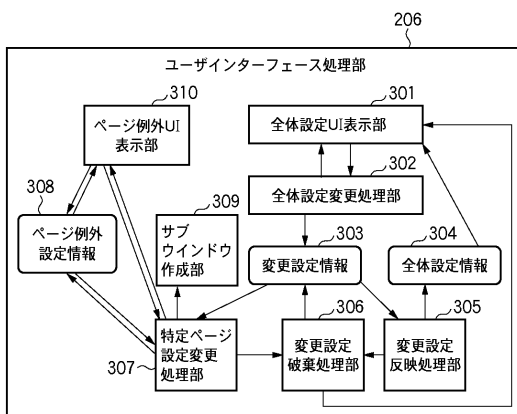 206
ユーザインターフェース処理部
310
ページ例外UI
表示部
301
全体設定UI表示部
302
全体設定変更処理部
308
ページ例外
設定情報
309
サブ
ウインドウ
作成部
303
変更設定情報
304
全体設定情報
307
特定ページ
設定変更
処理部
306
変更設定
破棄処理部
305
変更設定
反映処理部